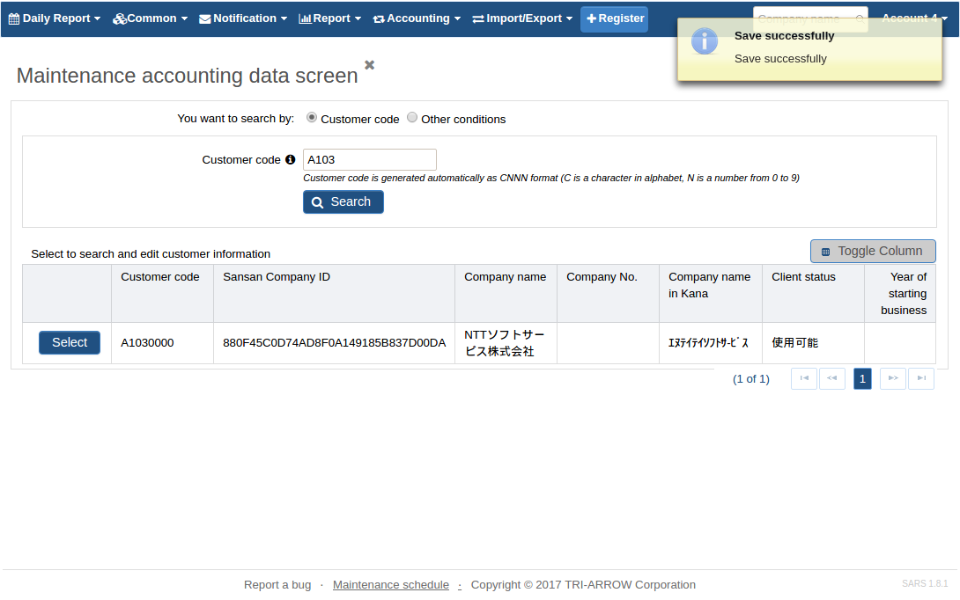 Daily Report Common Notification Report Accounting Import/Export Register Company name Account 4
Save successfully
Save successfully
Maintenance accounting data screen
You want to search by: Customer code Other conditions
Customer code A103
Customer code is generated automatically as CNNN format (C is a character in alphabet, N is a number from 0 to 9)
Search
Select to search and edit customer information
Toggle Column
Customer code Sansan Company ID Company name Company No. Company name Client status Year of
in Kana starting
business
Select A1030000 880F45C0D74AD8F0A149185B837D00DA NTTソフトサー ｴﾇﾃｲﾃｲｿﾌﾄｻｰﾋﾞｽ 使用可能
ビス株式会社
(1 of 1) 1
Report a bug · Maintenance schedule · Copyright © 2017 TRI-ARROW Corporation SARS 1.8.1